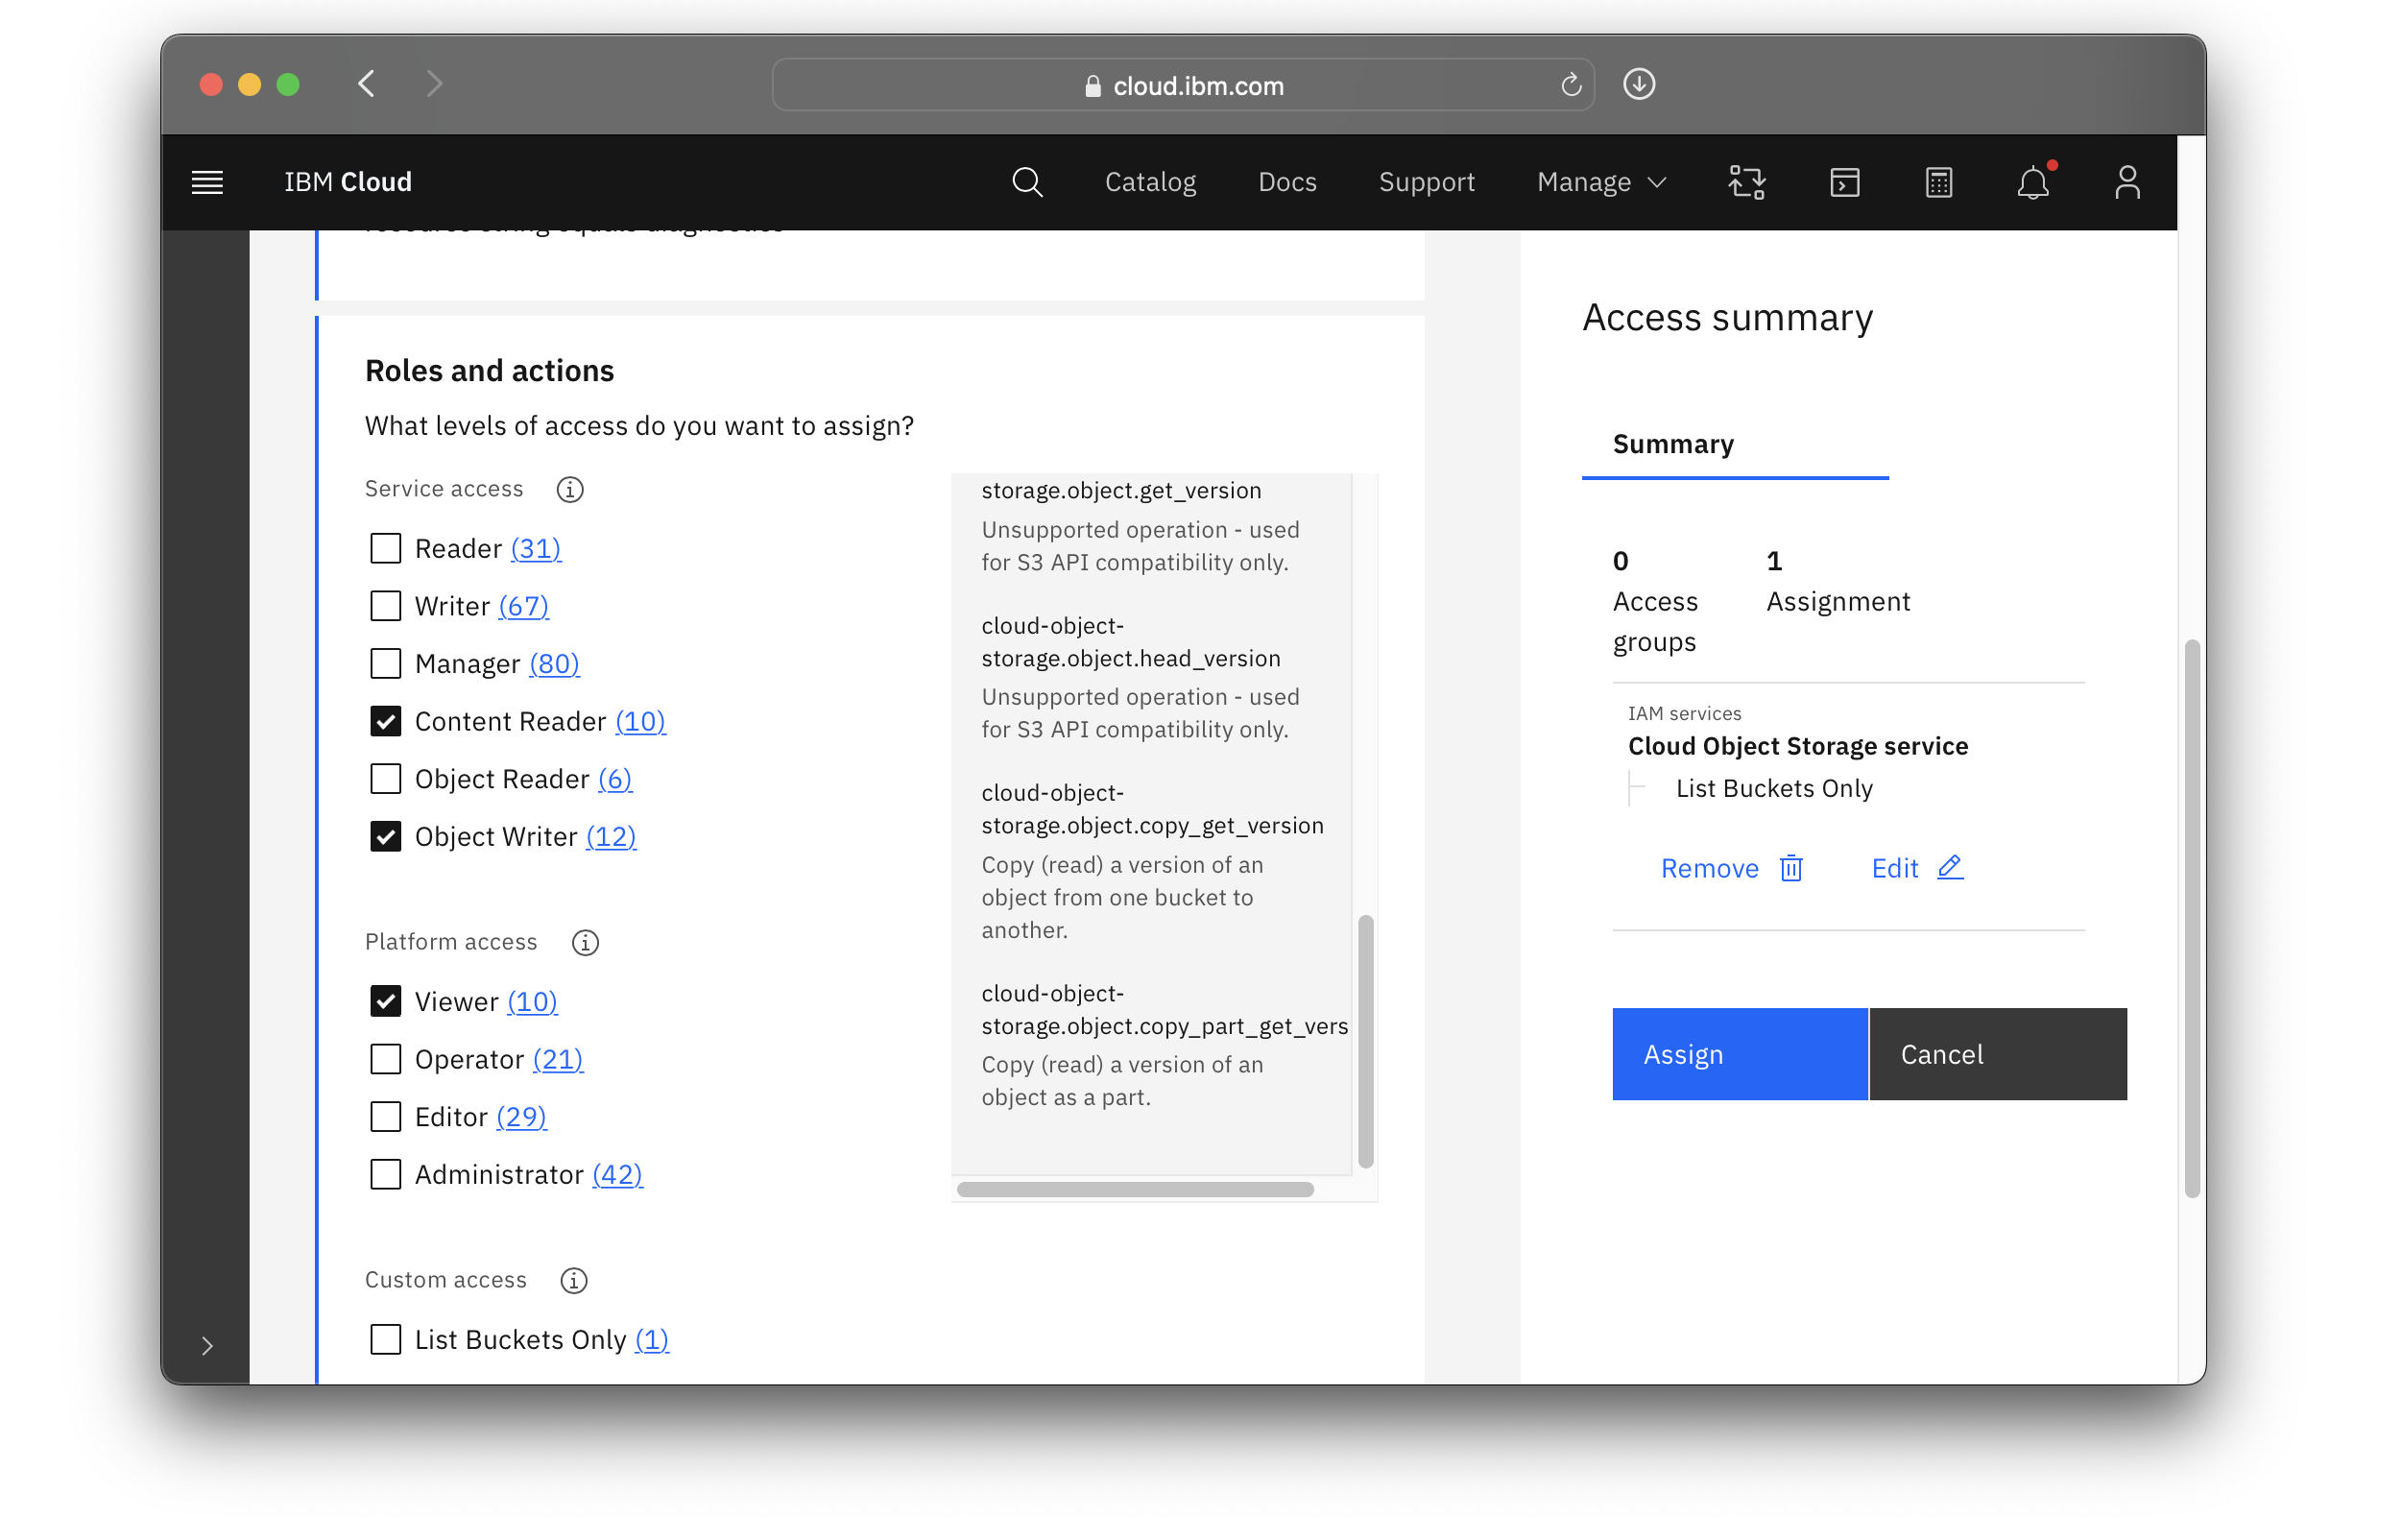 cloud.ibm.com
IBM Cloud
Catalog
Docs
Support
Manage
Roles and actions
What levels of access do you want to assign?
Service access
Reader (31)
Writer (67)
Manager (80)
Content Reader (10)
Object Reader (6)
Object Writer (12)
Platform access
Viewer (10)
Operator (21)
Editor (29)
Administrator (42)
Custom access
List Buckets Only (1)
storage.object.get_version
Unsupported operation - used
for S3 API compatibility only.
cloud-object-
storage.object.head_version
Unsupported operation - used
for S3 API compatibility only.
cloud-object-
storage.object.copy_get_version
Copy (read) a version of an
object from one bucket to
another.
cloud-object-
storage.object.copy_part_get_vers
Copy (read) a version of an
object as a part.
Access summary
Summary
0
Access
groups
1
Assignment
IAM services
Cloud Object Storage service
List Buckets Only
Remove
Edit
Assign
Cancel